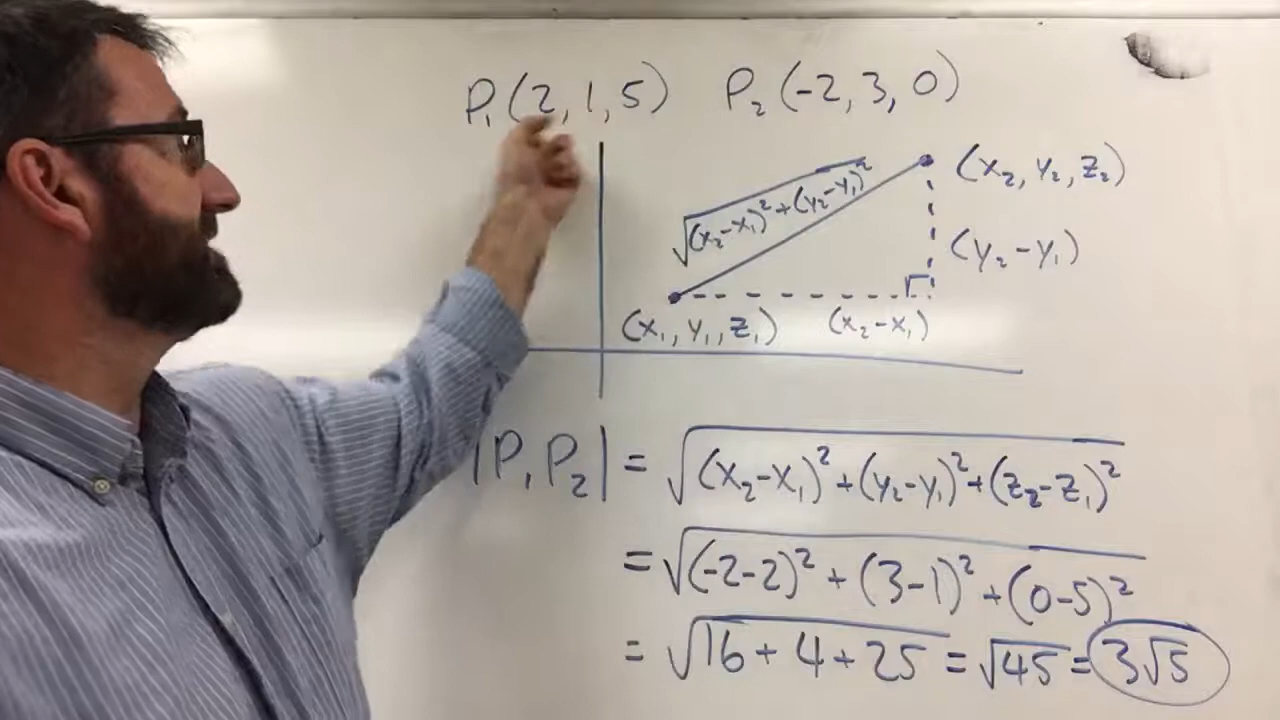 P₁(2, 1, 5) P₂(-2, 3, 0)
(x₂, y₂, z₂)
√(x₂-x₁)²+(y₂-y₁)²
(y₂-y₁)
(x₁, y₁, z₁) (x₂-x₁)
|P₁P₂| = √(x₂-x₁)²+(y₂-y₁)²+(z₂-z₁)²
= √(-2-2)² + (3-1)² + (0-5)²
= √16 + 4 + 25 = √45 = 3√5